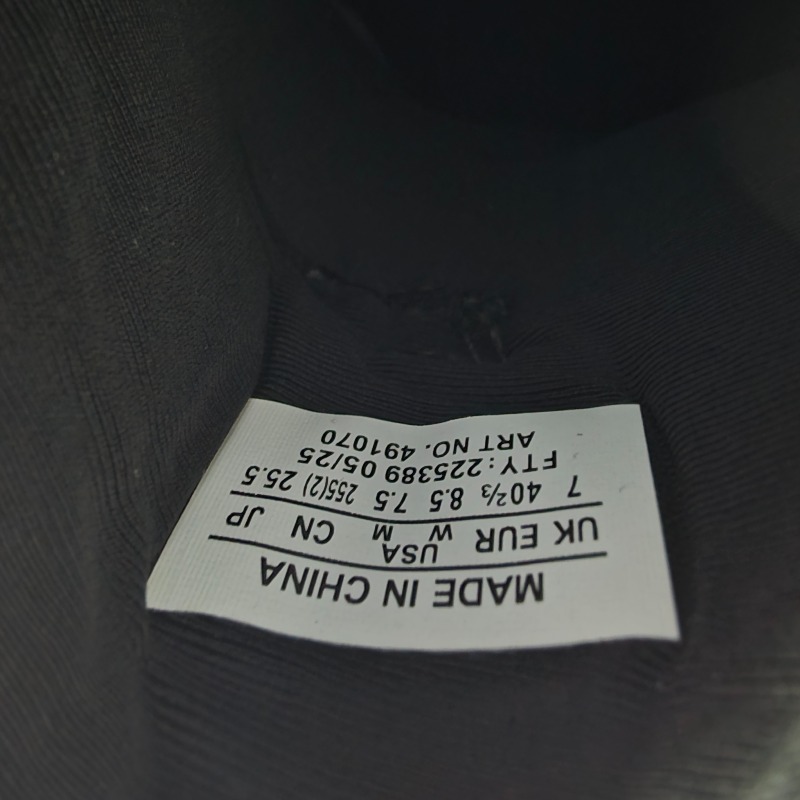 MADE IN CHINA
USA
UK EUR W M CN JP
7 40⅔ 8.5 7.5 255(2) 25.5
FTY: 225389 05/25
ART NO. 491070